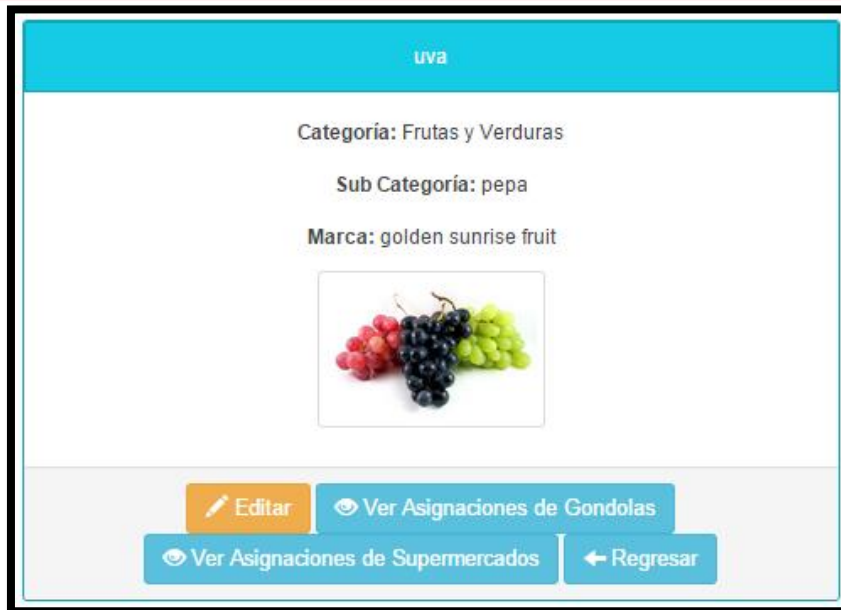 uva
Categoría: Frutas y Verduras
Sub Categoría: pepa
Marca: golden sunrise fruit
Editar
Ver Asignaciones de Gondolas
Ver Asignaciones de Supermercados
Regresar